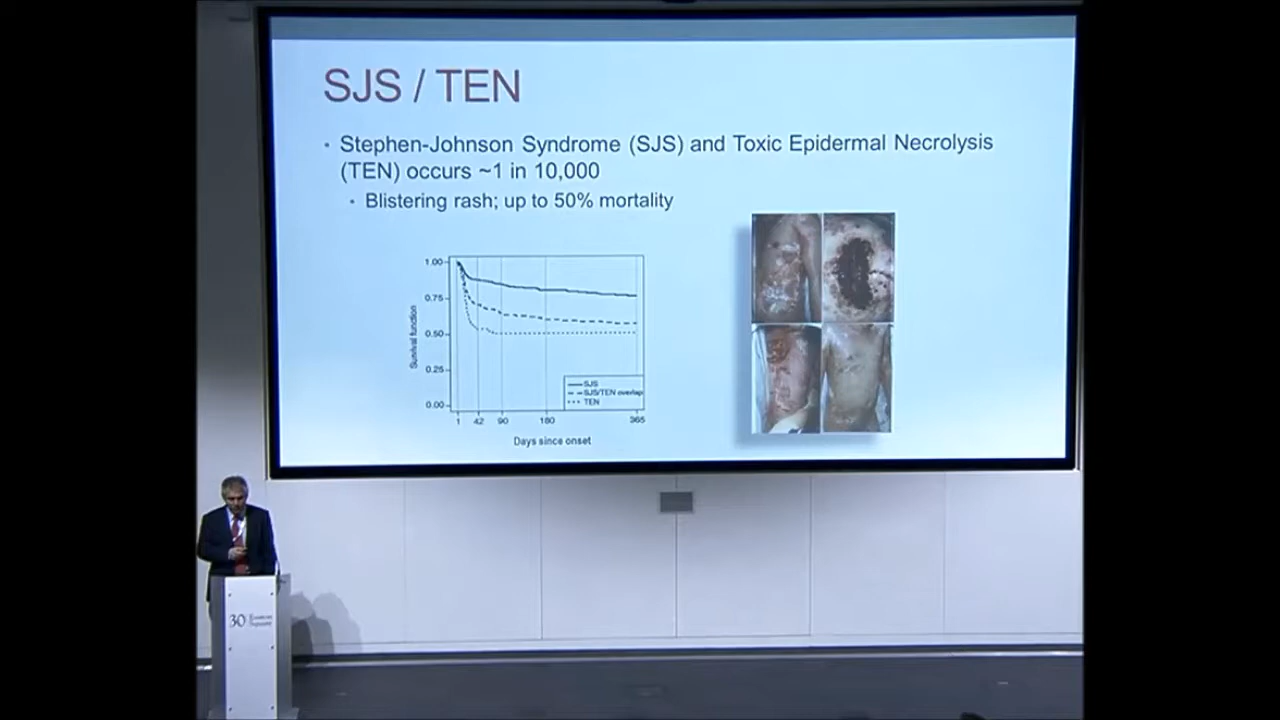 SJS / TEN
• Stephen-Johnson Syndrome (SJS) and Toxic Epidermal Necrolysis
(TEN) occurs ~1 in 10,000
• Blistering rash; up to 50% mortality
Survival function
1.00
0.75
0.50
0.25
0.00
SJS
SJS/TEN overlap
TEN
1 42 90 180 365
Days since onset
30